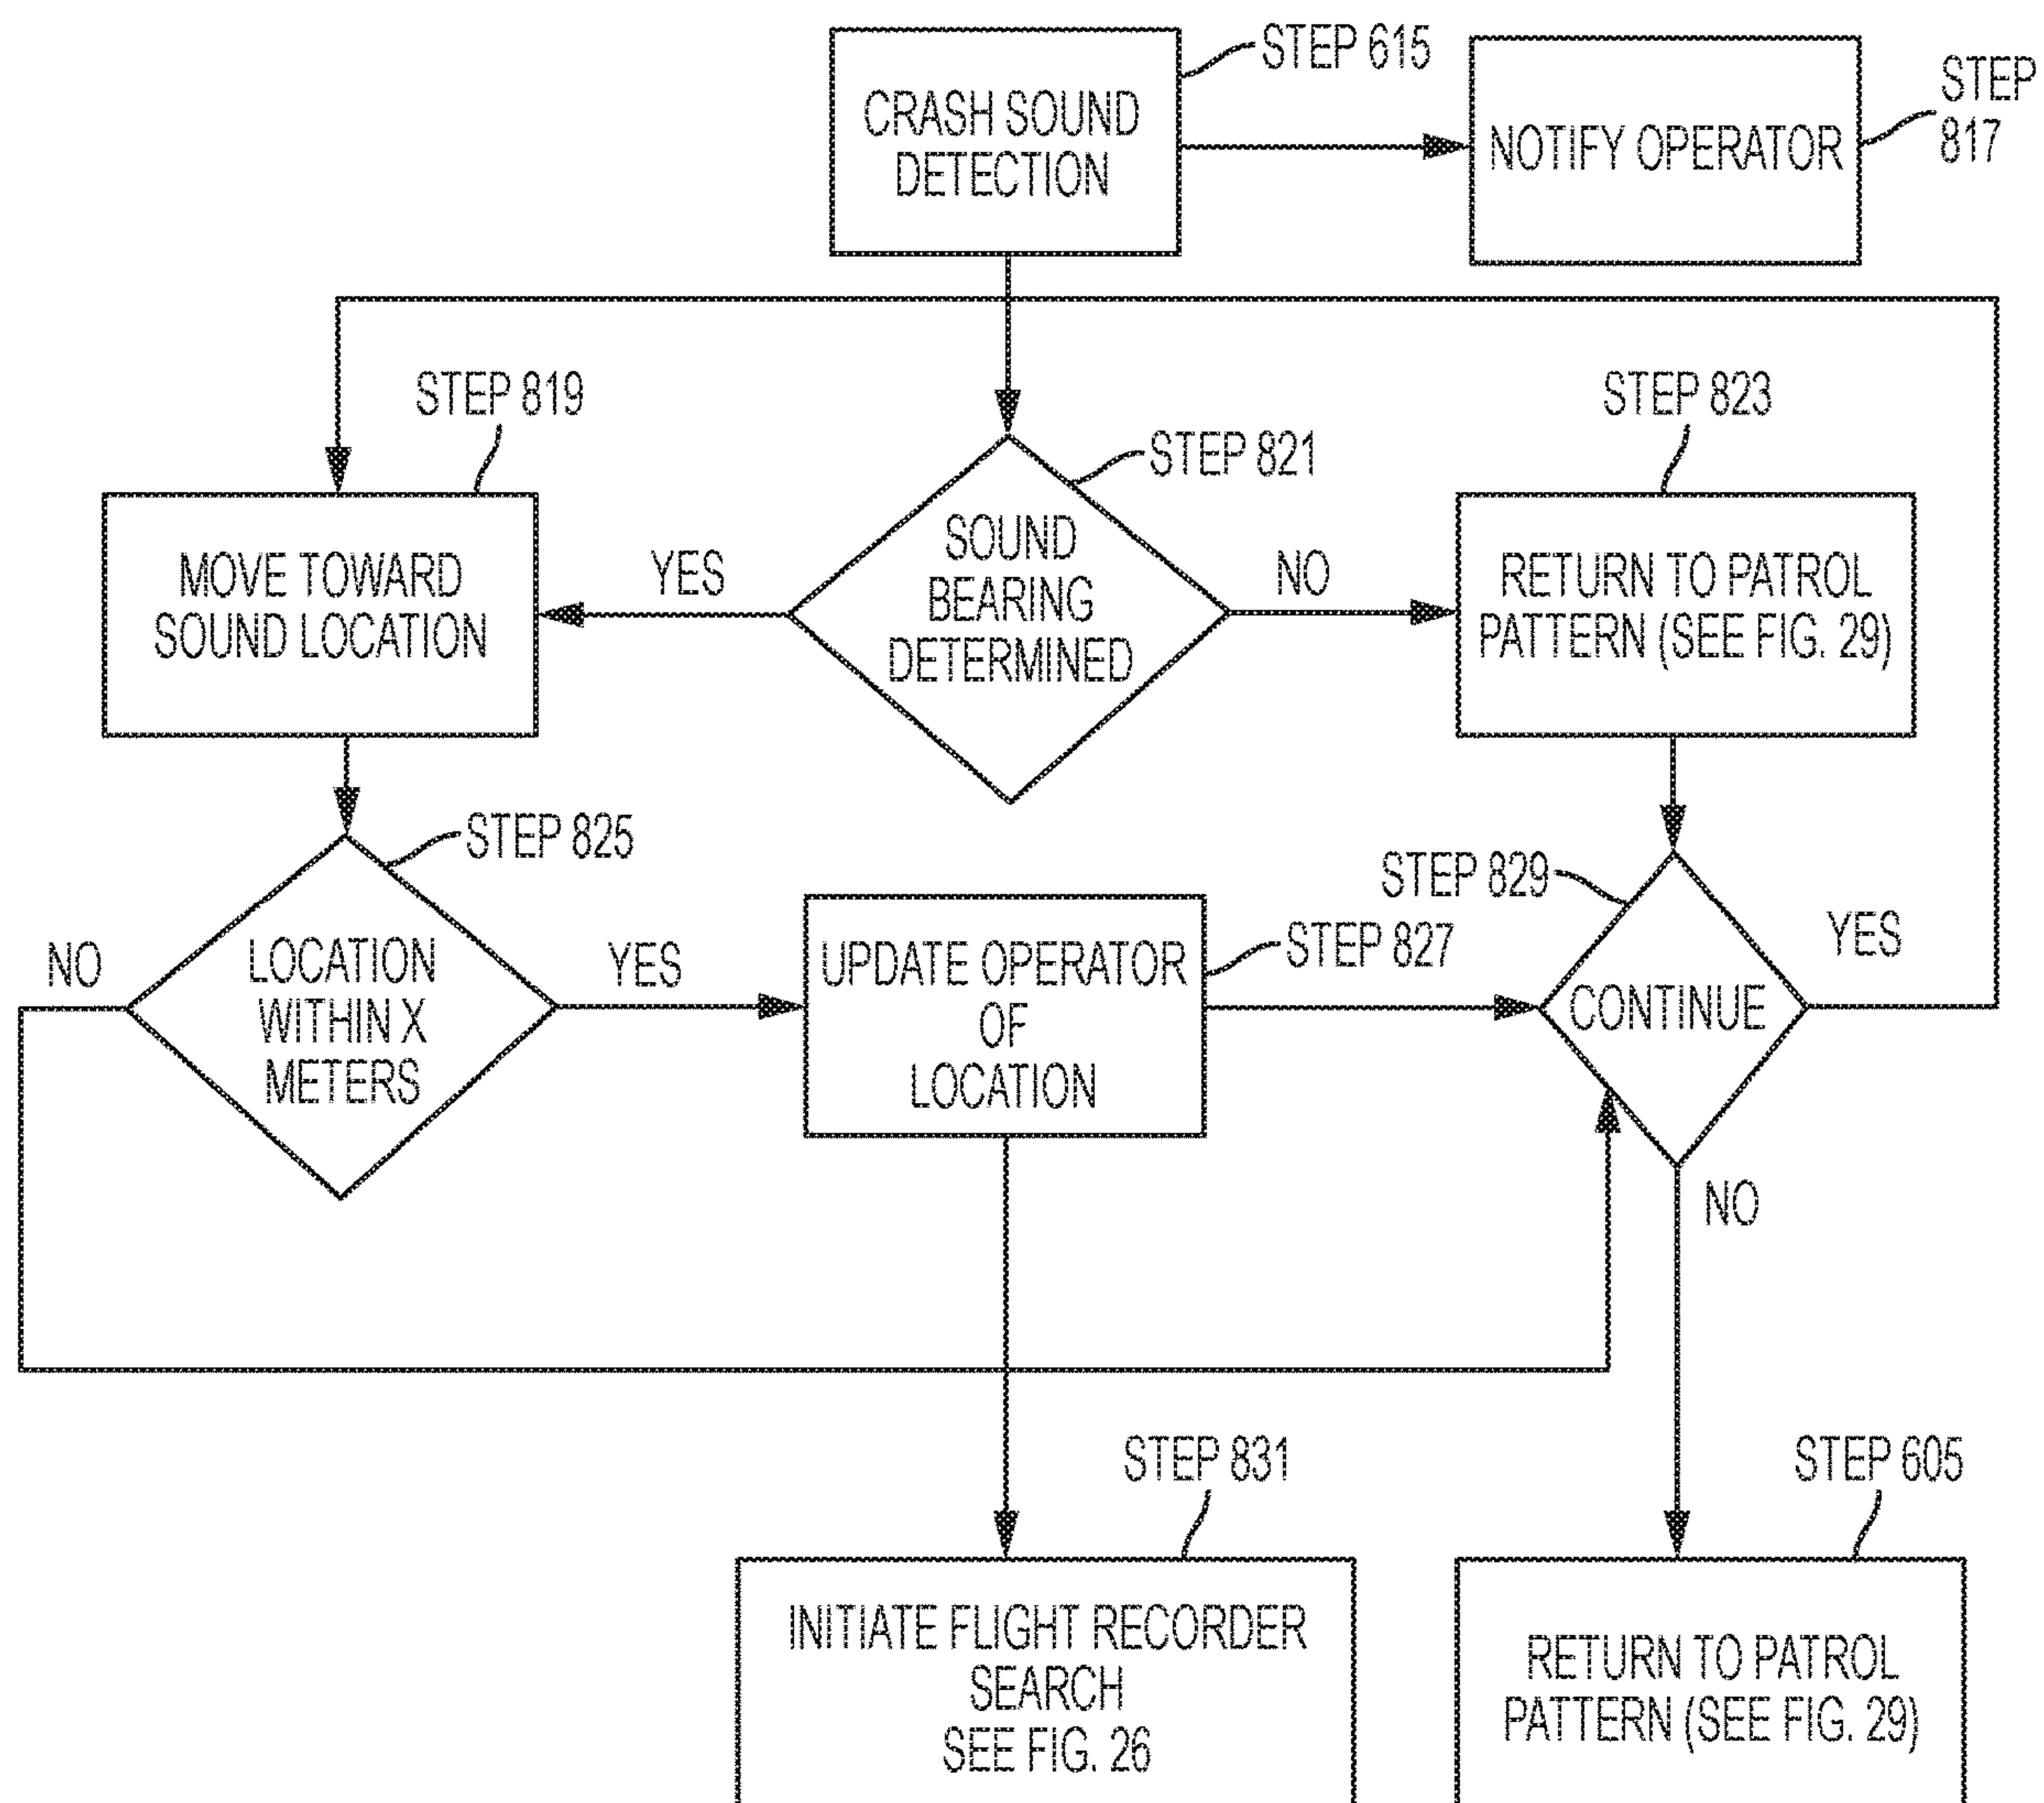 STEP 615
CRASH SOUND
DETECTION
STEP
817
NOTIFY OPERATOR
STEP 819
STEP 823
STEP 821
MOVE TOWARD
SOUND LOCATION
YES
SOUND
BEARING
DETERMINED
NO
RETURN TO PATROL
PATTERN (SEE FIG. 29)
STEP 825
STEP 829
NO
LOCATION
WITHIN X
METERS
YES
UPDATE OPERATOR
OF
LOCATION
STEP 827
CONTINUE
YES
NO
STEP 831
STEP 605
INITIATE FLIGHT RECORDER
SEARCH
SEE FIG. 26
RETURN TO PATROL
PATTERN (SEE FIG. 29)